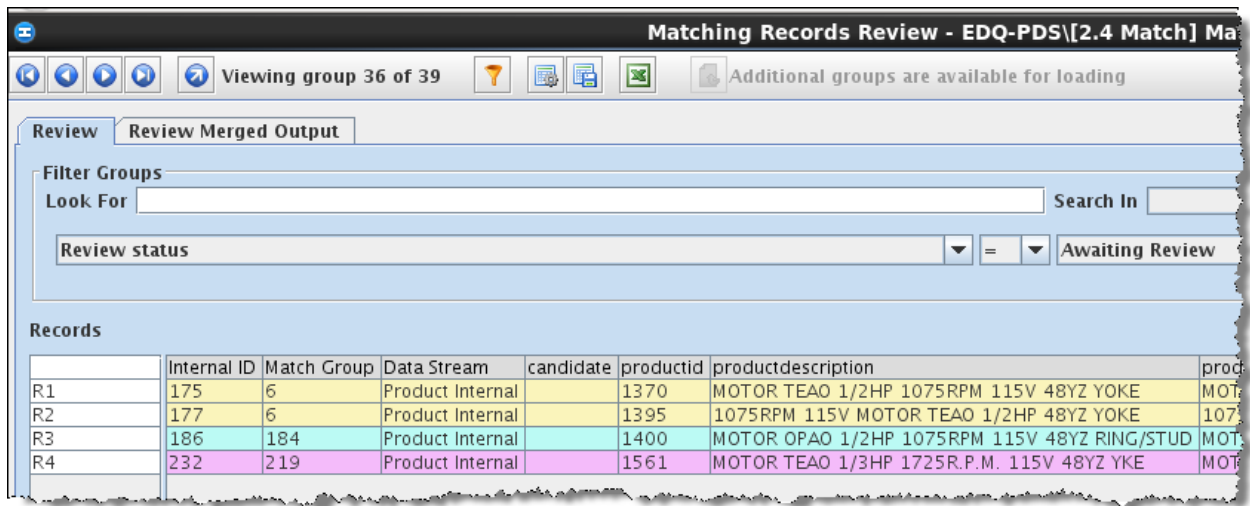 Matching Records Review - EDQ-PDS\[2.4 Match] Ma
Viewing group 36 of 39 Additional groups are available for loading
Review Review Merged Output
Filter Groups
Look For Search In
Review status = Awaiting Review
Records
Internal ID Match Group Data Stream candidate productid productdescription prod
R1 175 6 Product Internal 1370 MOTOR TEAO 1/2HP 1075RPM 115V 48YZ YOKE MOT
R2 177 6 Product Internal 1395 1075RPM 115V MOTOR TEAO 1/2HP 48YZ YOKE 107
R3 186 184 Product Internal 1400 MOTOR OPAO 1/2HP 1075RPM 115V 48YZ RING/STUD MOT
R4 232 219 Product Internal 1561 MOTOR TEAO 1/3HP 1725R.P.M. 115V 48YZ YKE MOT